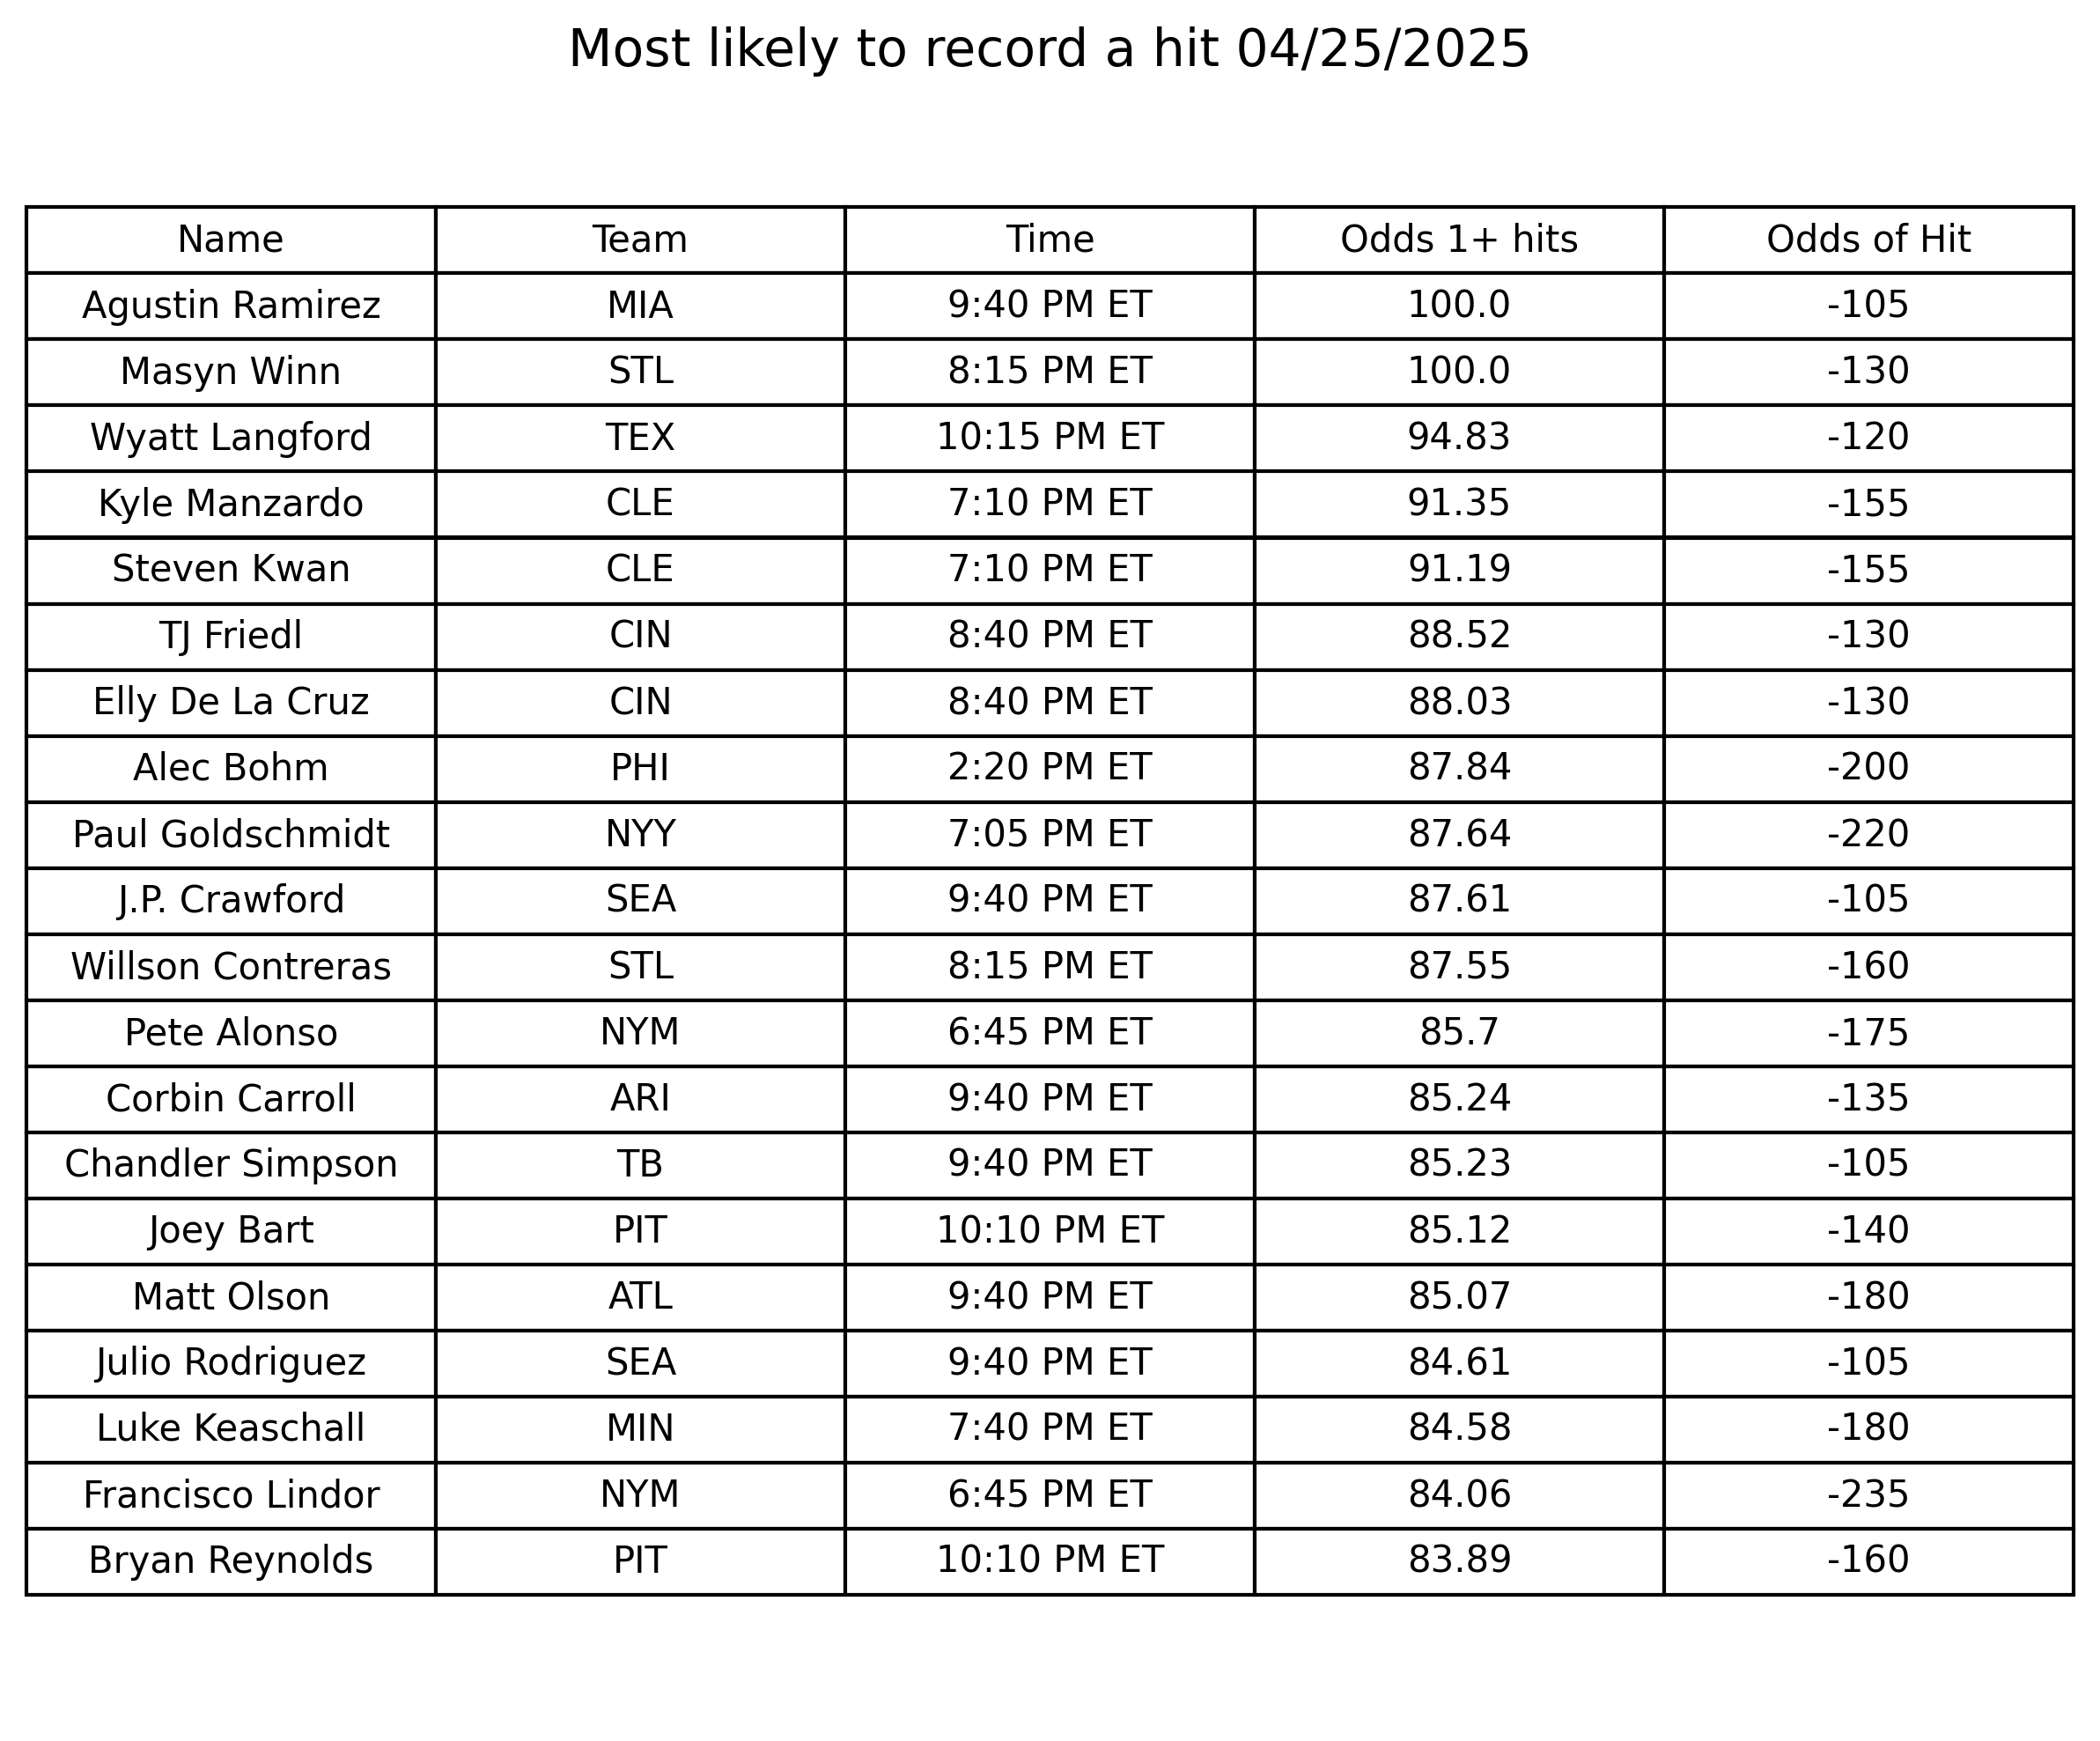 Most likely to record a hit 04/25/2025
Name Team Time Odds 1+ hits Odds of Hit
Agustin Ramirez MIA 9:40 PM ET 100.0 -105
Masyn Winn STL 8:15 PM ET 100.0 -130
Wyatt Langford TEX 10:15 PM ET 94.83 -120
Kyle Manzardo CLE 7:10 PM ET 91.35 -155
Steven Kwan CLE 7:10 PM ET 91.19 -155
TJ Friedl CIN 8:40 PM ET 88.52 -130
Elly De La Cruz CIN 8:40 PM ET 88.03 -130
Alec Bohm PHI 2:20 PM ET 87.84 -200
Paul Goldschmidt NYY 7:05 PM ET 87.64 -220
J.P. Crawford SEA 9:40 PM ET 87.61 -105
Willson Contreras STL 8:15 PM ET 87.55 -160
Pete Alonso NYM 6:45 PM ET 85.7 -175
Corbin Carroll ARI 9:40 PM ET 85.24 -135
Chandler Simpson TB 9:40 PM ET 85.23 -105
Joey Bart PIT 10:10 PM ET 85.12 -140
Matt Olson ATL 9:40 PM ET 85.07 -180
Julio Rodriguez SEA 9:40 PM ET 84.61 -105
Luke Keaschall MIN 7:40 PM ET 84.58 -180
Francisco Lindor NYM 6:45 PM ET 84.06 -235
Bryan Reynolds PIT 10:10 PM ET 83.89 -160